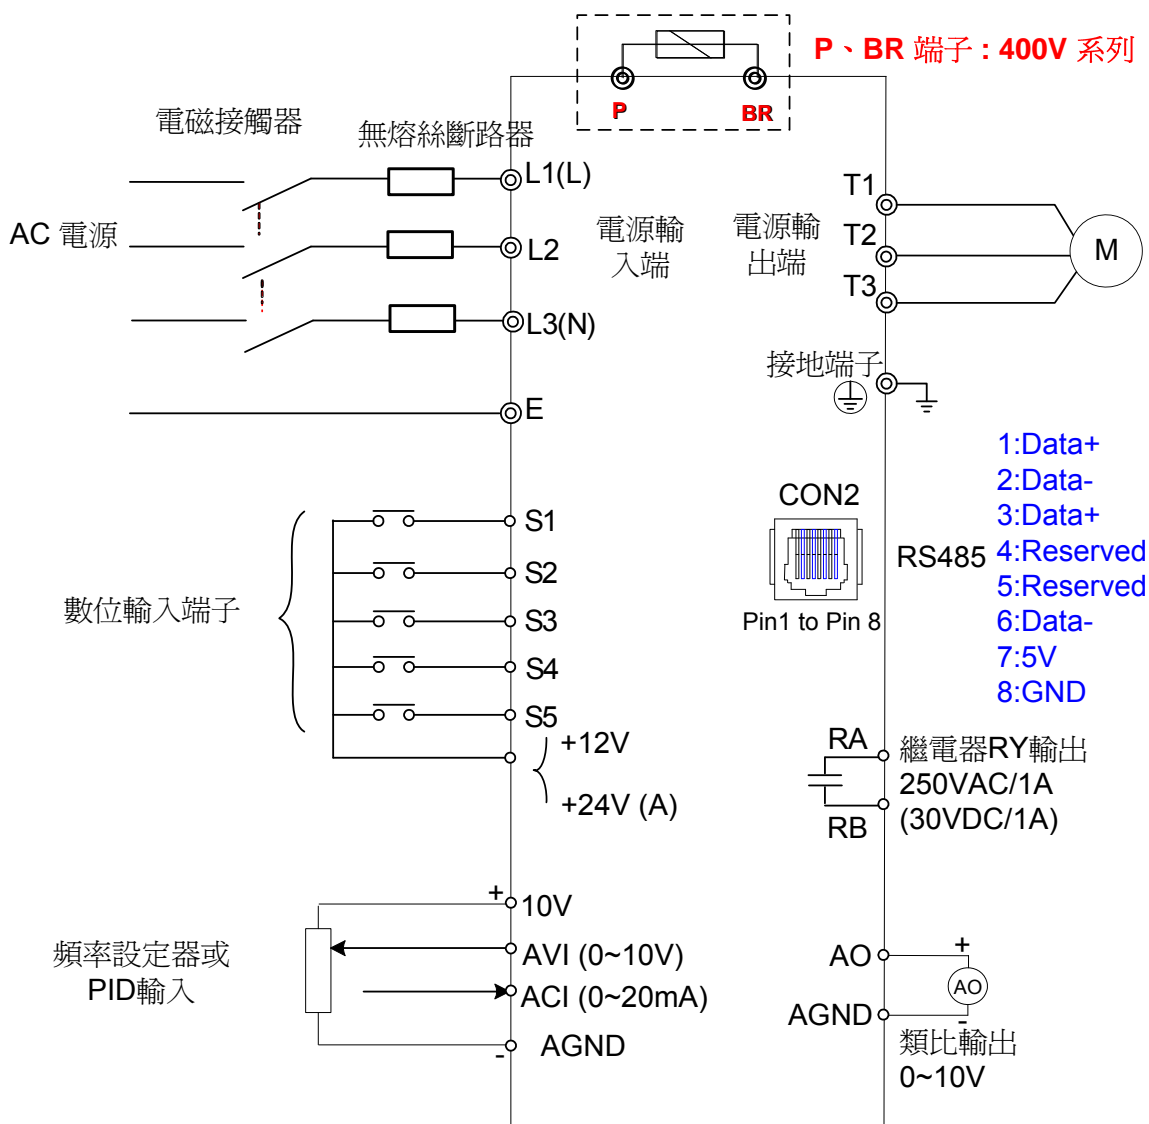 P、BR 端子 : 400V 系列
P
BR
電磁接觸器
無熔絲斷路器
L1(L)
AC 電源
L2
L3(N)
E
電源輸
入端
電源輸
出端
T1
T2
T3
M
接地端子
CON2
Pin1 to Pin 8
RS485
1:Data+
2:Data-
3:Data+
4:Reserved
5:Reserved
6:Data-
7:5V
8:GND
數位輸入端子
S1
S2
S3
S4
S5
+12V
+24V (A)
RA
RB
繼電器RY輸出
250VAC/1A
(30VDC/1A)
頻率設定器或
PID輸入
+
10V
AVI (0~10V)
ACI (0~20mA)
-
AGND
AO
AGND
+
AO
-
類比輸出
0~10V